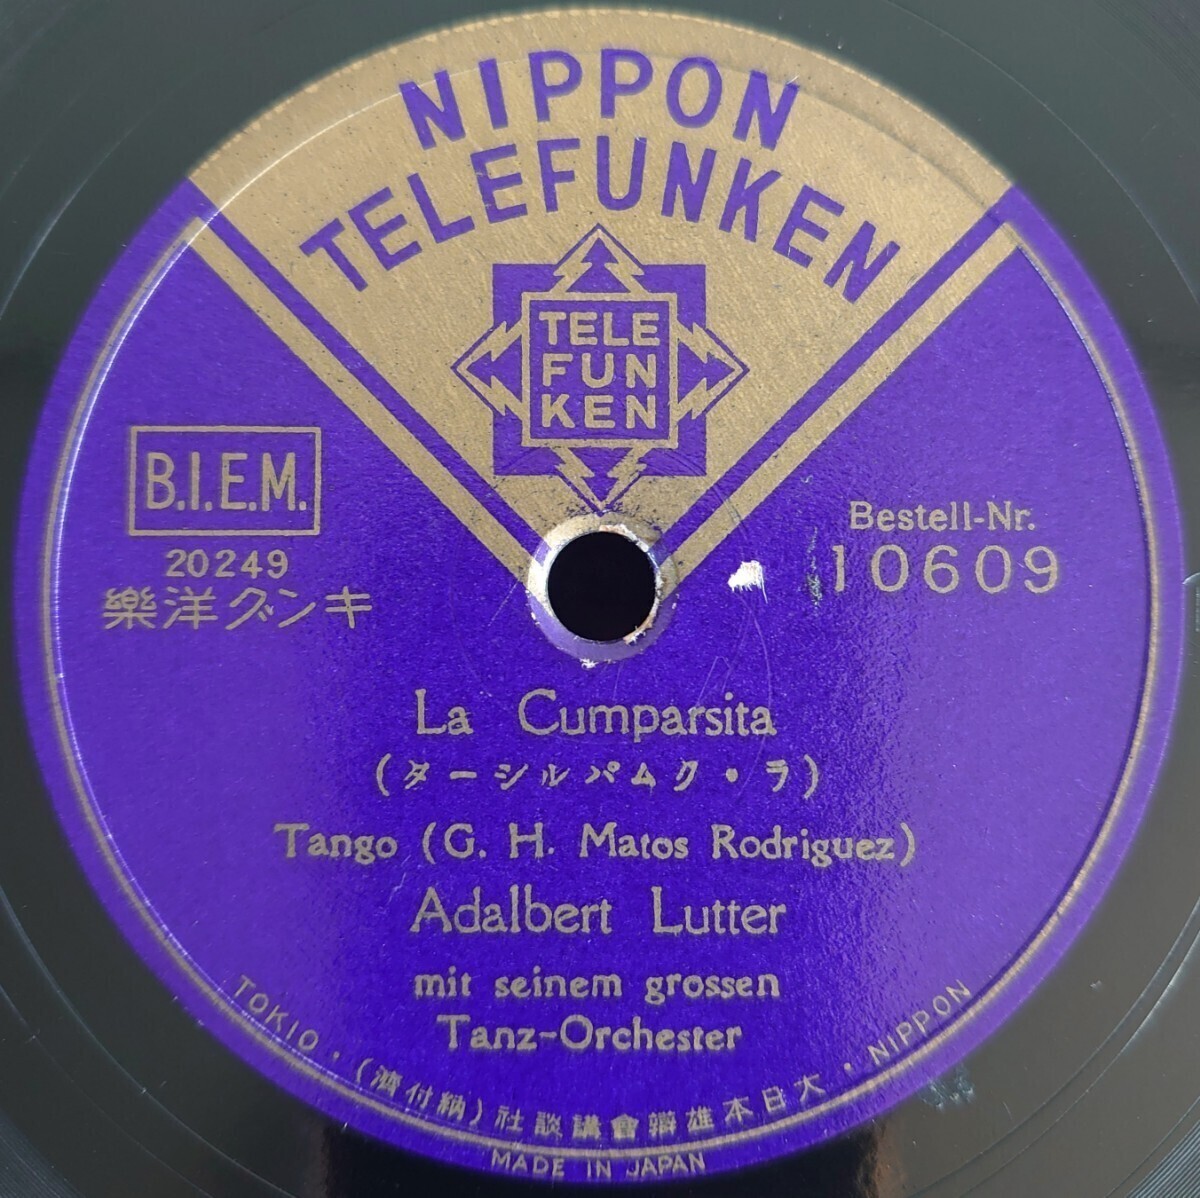 NIPPON
TELEFUNKEN
TELE
FUN
KEN
B.I.E.M.
20249
樂洋グンキ
Bestell-Nr.
10609
La Cumparsita
(ターシルパムク・ラ)
Tango (G. H. Matos Rodriguez)
Adalbert Lutter
mit seinem grossen
Tanz-Orchester
TOKIO・(濟付納)社談講會辯雄本日大・NIPPON
MADE IN JAPAN